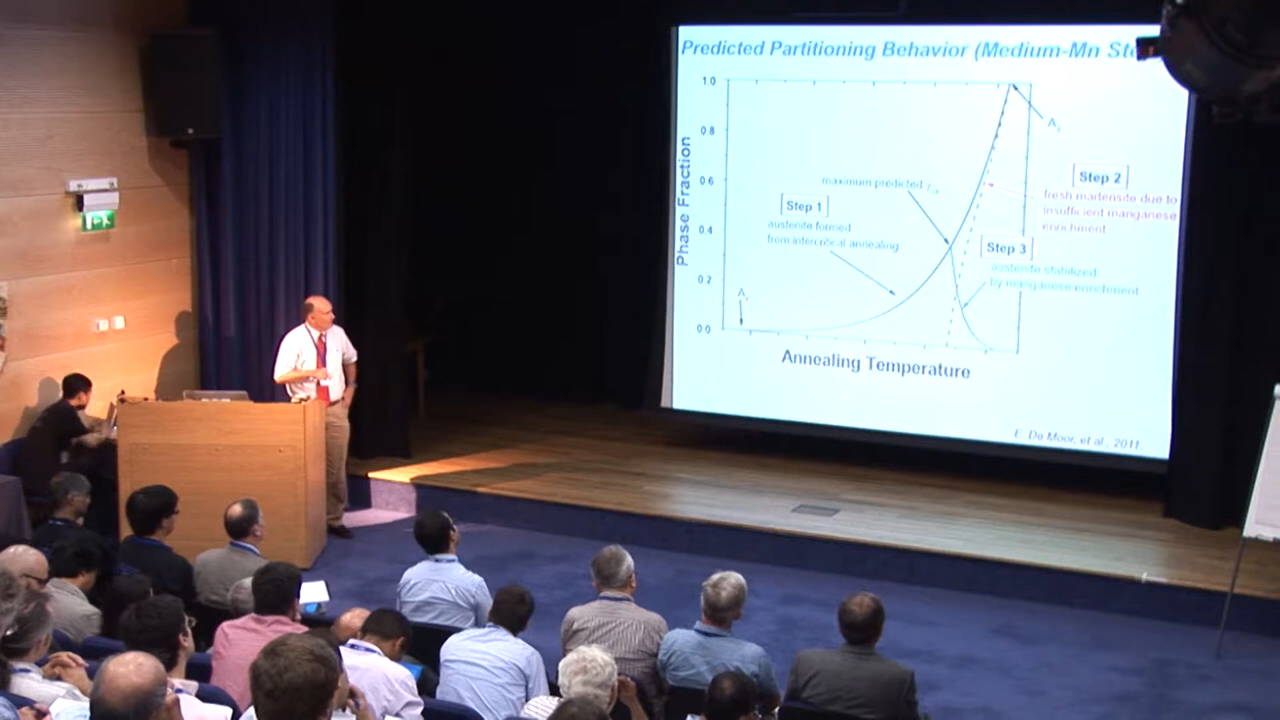 Predicted Partitioning Behavior (Medium-Mn Ste
1.0
0.8
0.6
0.4
0.2
0.0
Phase Fraction
maximum predicted
Step 1
austenite formed
from intercritical annealing
Step 2
fresh martensite due to
insufficient manganese
enrichment
Step 3
austenite stabilized
by manganese enrichment
Annealing Temperature
E. De Moor, et al., 2011